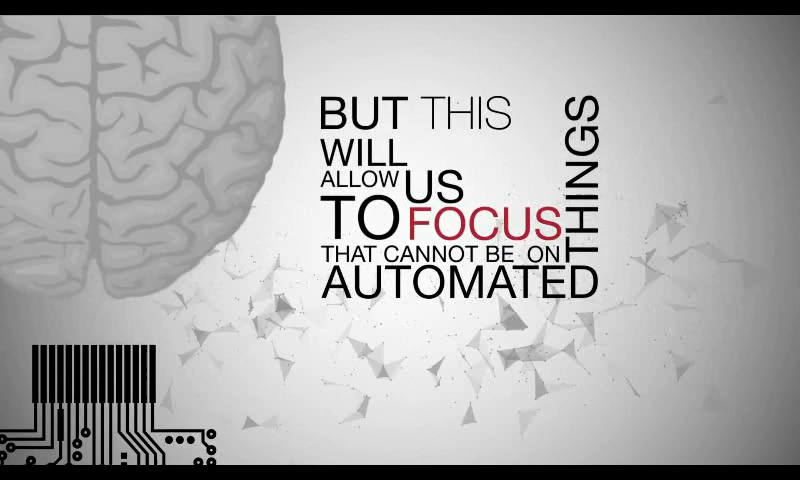 BUT THIS
WILL
ALLOW US
TO FOCUS
ON THINGS
THAT CANNOT BE
AUTOMATED